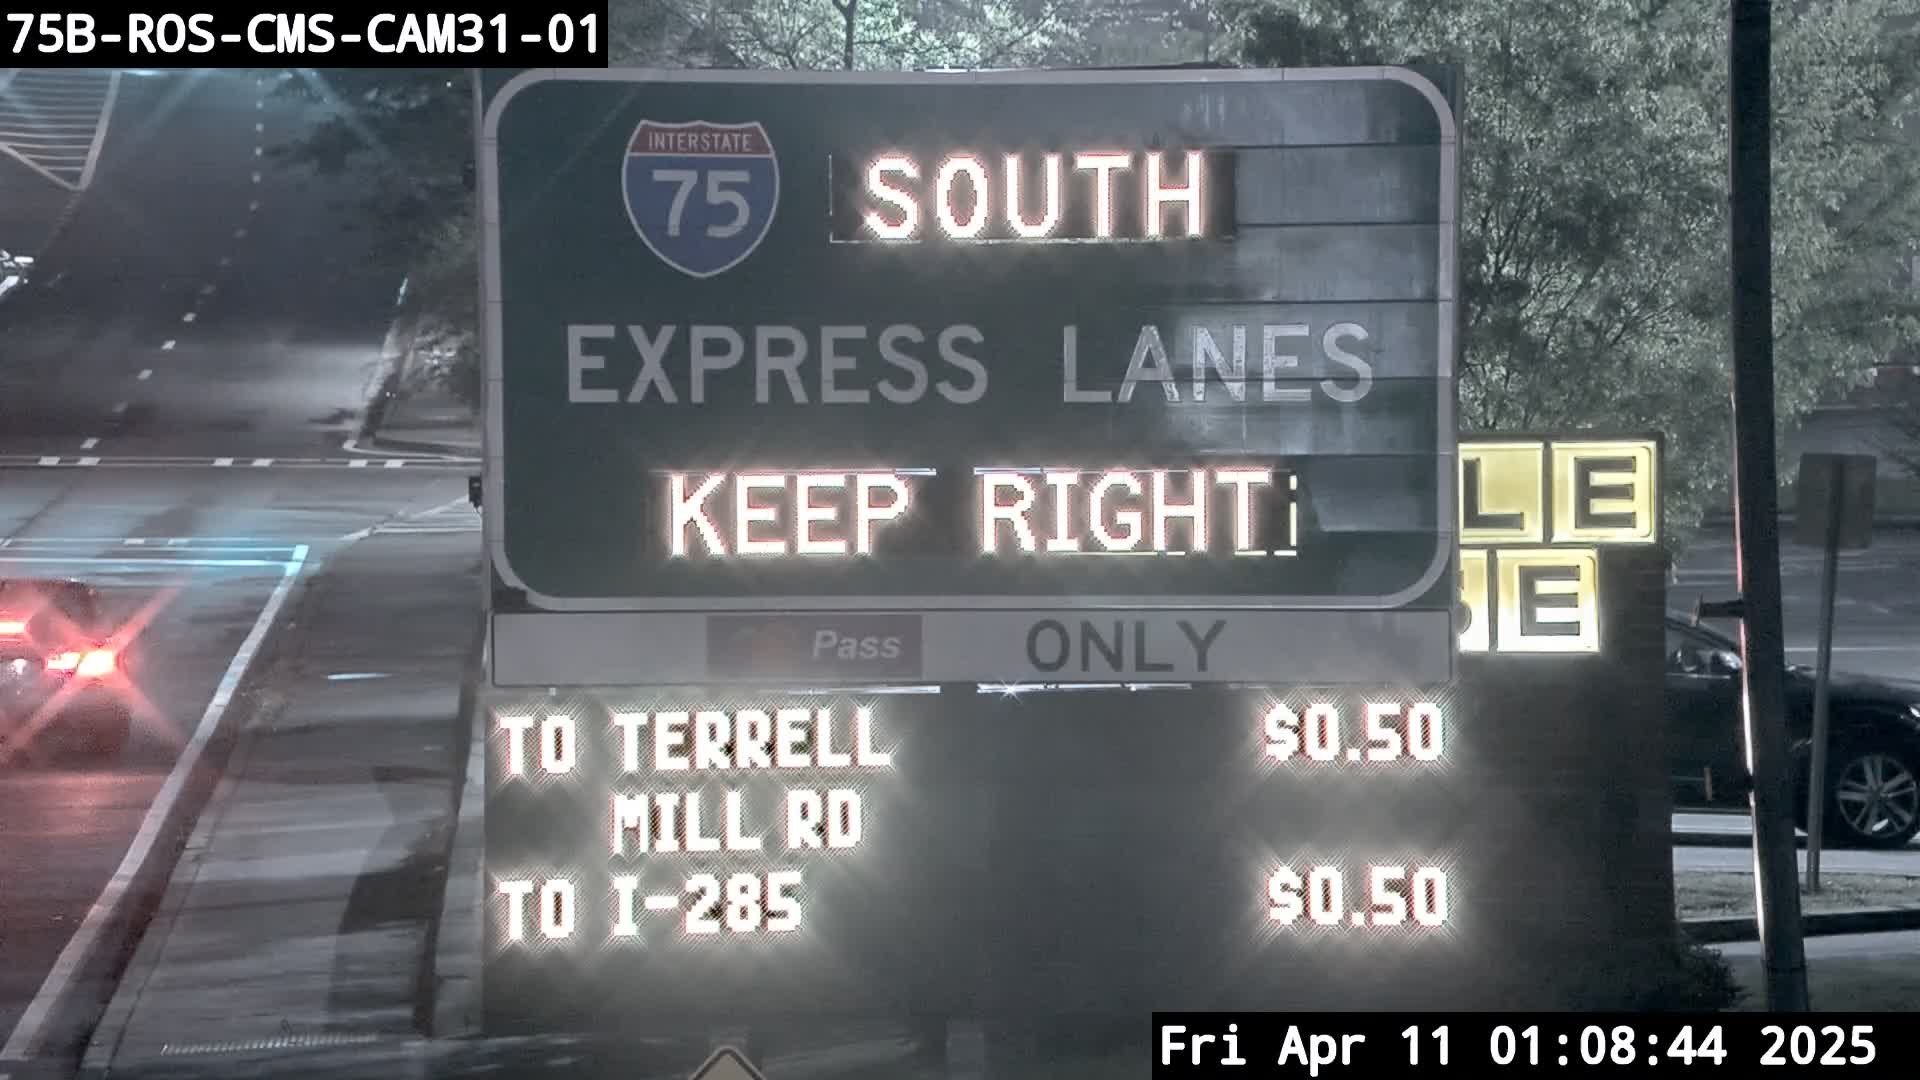 75B-ROS-CMS-CAM31-01
INTERSTATE
75
SOUTH
EXPRESS LANES
KEEP RIGHT
Pass ONLY
TO TERRELL $0.50
MILL RD
TO I-285 $0.50
LE
E
Fri Apr 11 01:08:44 2025